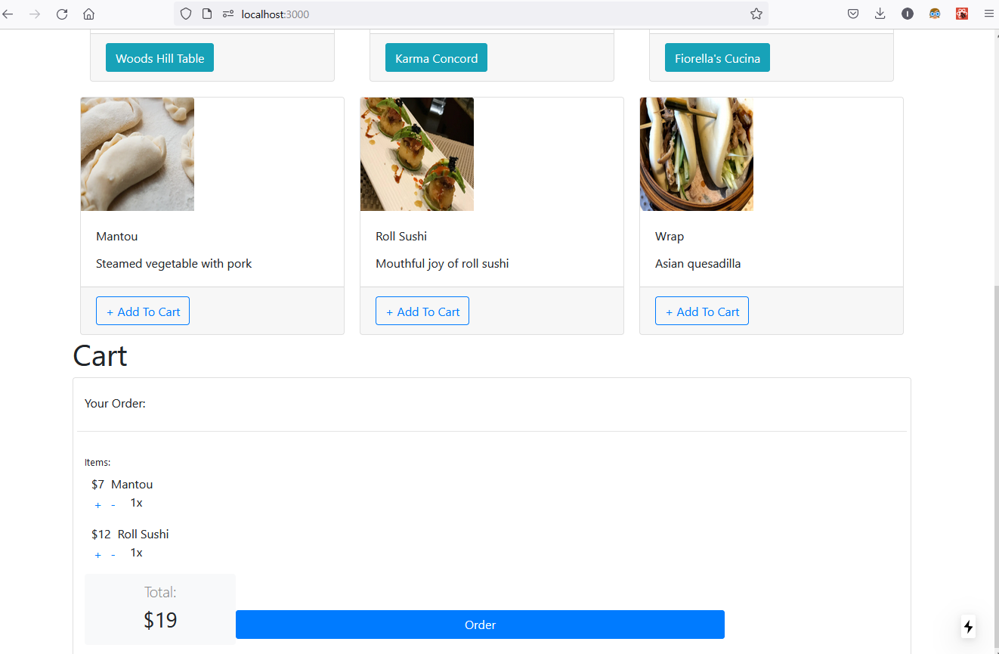 localhost:3000
Woods Hill Table Karma Concord Fiorella's Cucina
Mantou Roll Sushi Wrap
Steamed vegetable with pork Mouthful joy of roll sushi Asian quesadilla
+ Add To Cart + Add To Cart + Add To Cart
Cart
Your Order:
Items:
$7 Mantou
+ - 1x
$12 Roll Sushi
+ - 1x
Total:
$19
Order